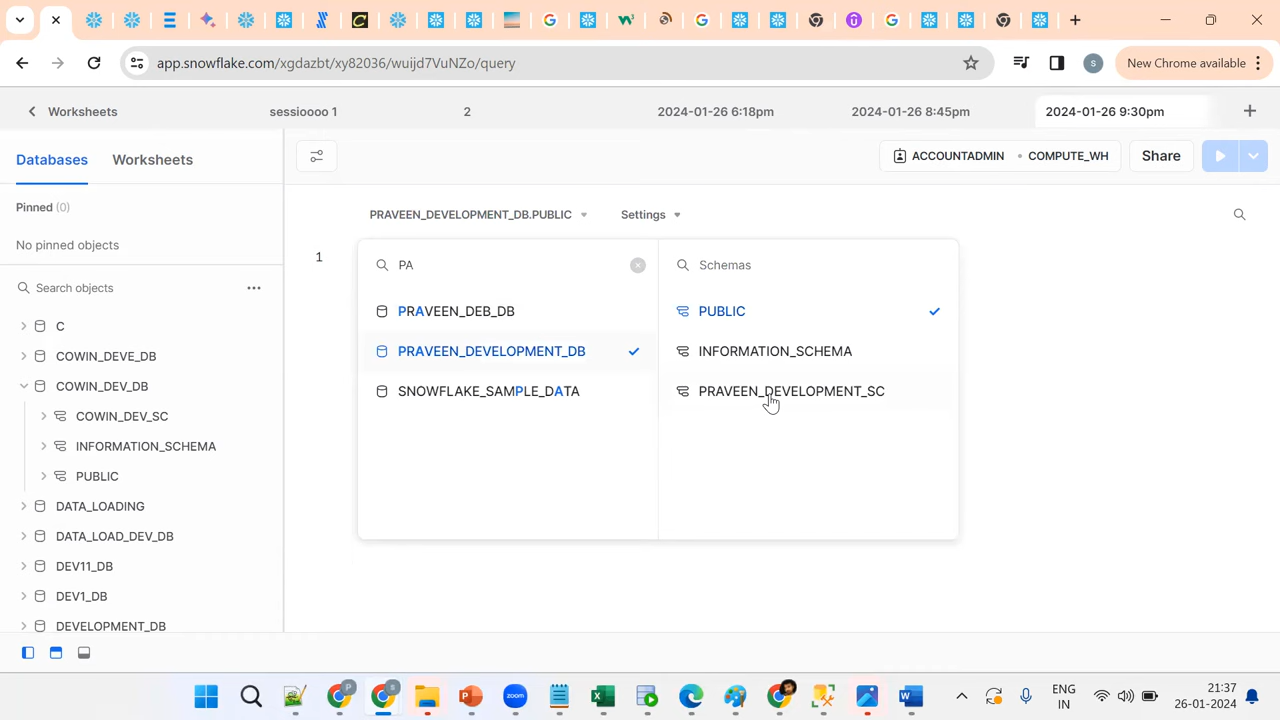 app.snowflake.com/xgdazbt/xy82036/wuijd7VuNZo/query
S
New Chrome available
Worksheets
sessioooo 1
2
2024-01-26 6:18pm
2024-01-26 8:45pm
2024-01-26 9:30pm
Databases
Worksheets
ACCOUNTADMIN
COMPUTE_WH
Share
Pinned (0)
No pinned objects
PRAVEEN_DEVELOPMENT_DB.PUBLIC
Settings
1
PA
Schemas
Search objects
PRAVEEN_DEB_DB
PUBLIC
PRAVEEN_DEVELOPMENT_DB
INFORMATION_SCHEMA
SNOWFLAKE_SAMPLE_DATA
PRAVEEN_DEVELOPMENT_SC
C
COWIN_DEVE_DB
COWIN_DEV_DB
COWIN_DEV_SC
INFORMATION_SCHEMA
PUBLIC
DATA_LOADING
DATA_LOAD_DEV_DB
DEV11_DB
DEV1_DB
DEVELOPMENT_DB
ENG
IN
21:37
26-01-2024